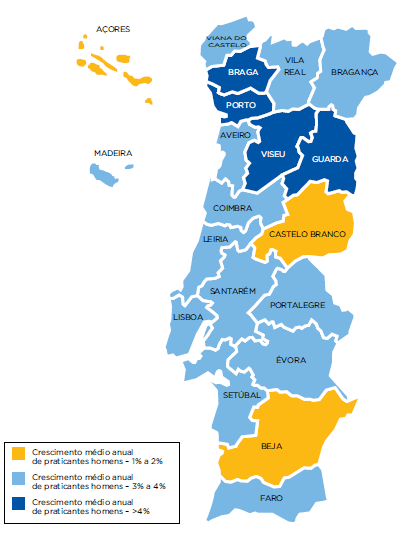 AÇORES
VIANA DO
CASTELO
BRAGA
VILA
REAL
BRAGANÇA
PORTO
AVEIRO
VISEU
GUARDA
MADEIRA
COIMBRA
CASTELO BRANCO
LEIRIA
SANTARÉM
PORTALEGRE
LISBOA
ÉVORA
SETÚBAL
BEJA
FARO
Crescimento médio anual
de praticantes homens – 1% a 2%
Crescimento médio anual
de praticantes homens – 3% a 4%
Crescimento médio anual
de praticantes homens – >4%